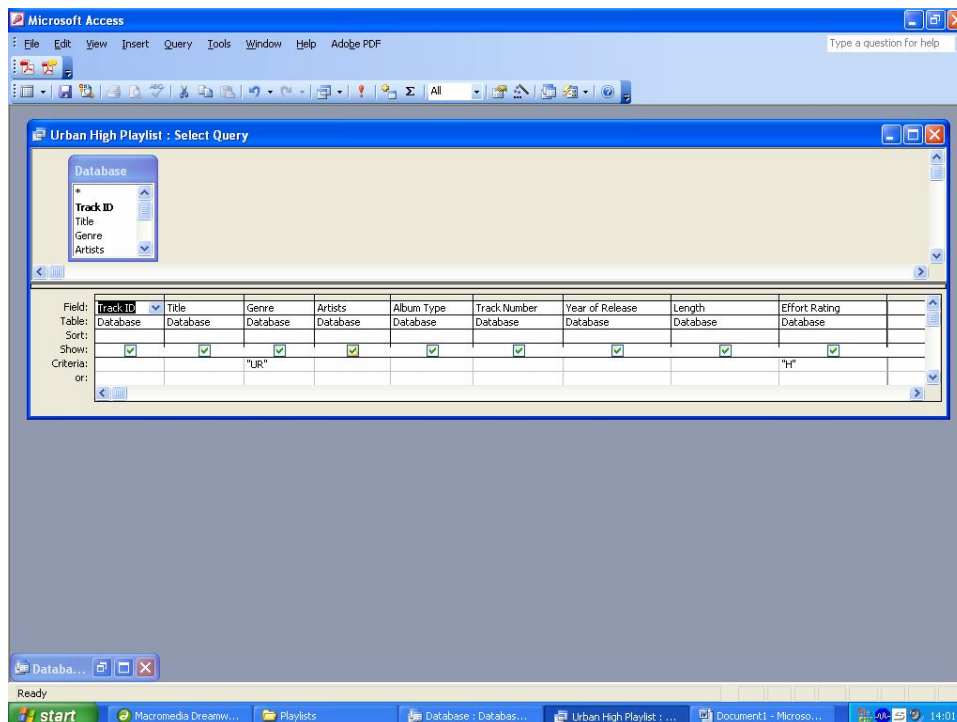 Microsoft Access
File Edit View Insert Query Tools Window Help Adobe PDF
Type a question for help
All
Urban High Playlist : Select Query
Database
*
Track ID
Title
Genre
Artists
Field: Track ID Title Genre Artists Album Type Track Number Year of Release Length Effort Rating
Table: Database Database Database Database Database Database Database Database Database
Sort:
Show:
Criteria: "UR" "H"
or:
Databa...
Ready
start Macromedia Dreamw... Playlists Database : Databas... Urban High Playlist : ... Document1 - Microso... 14:01